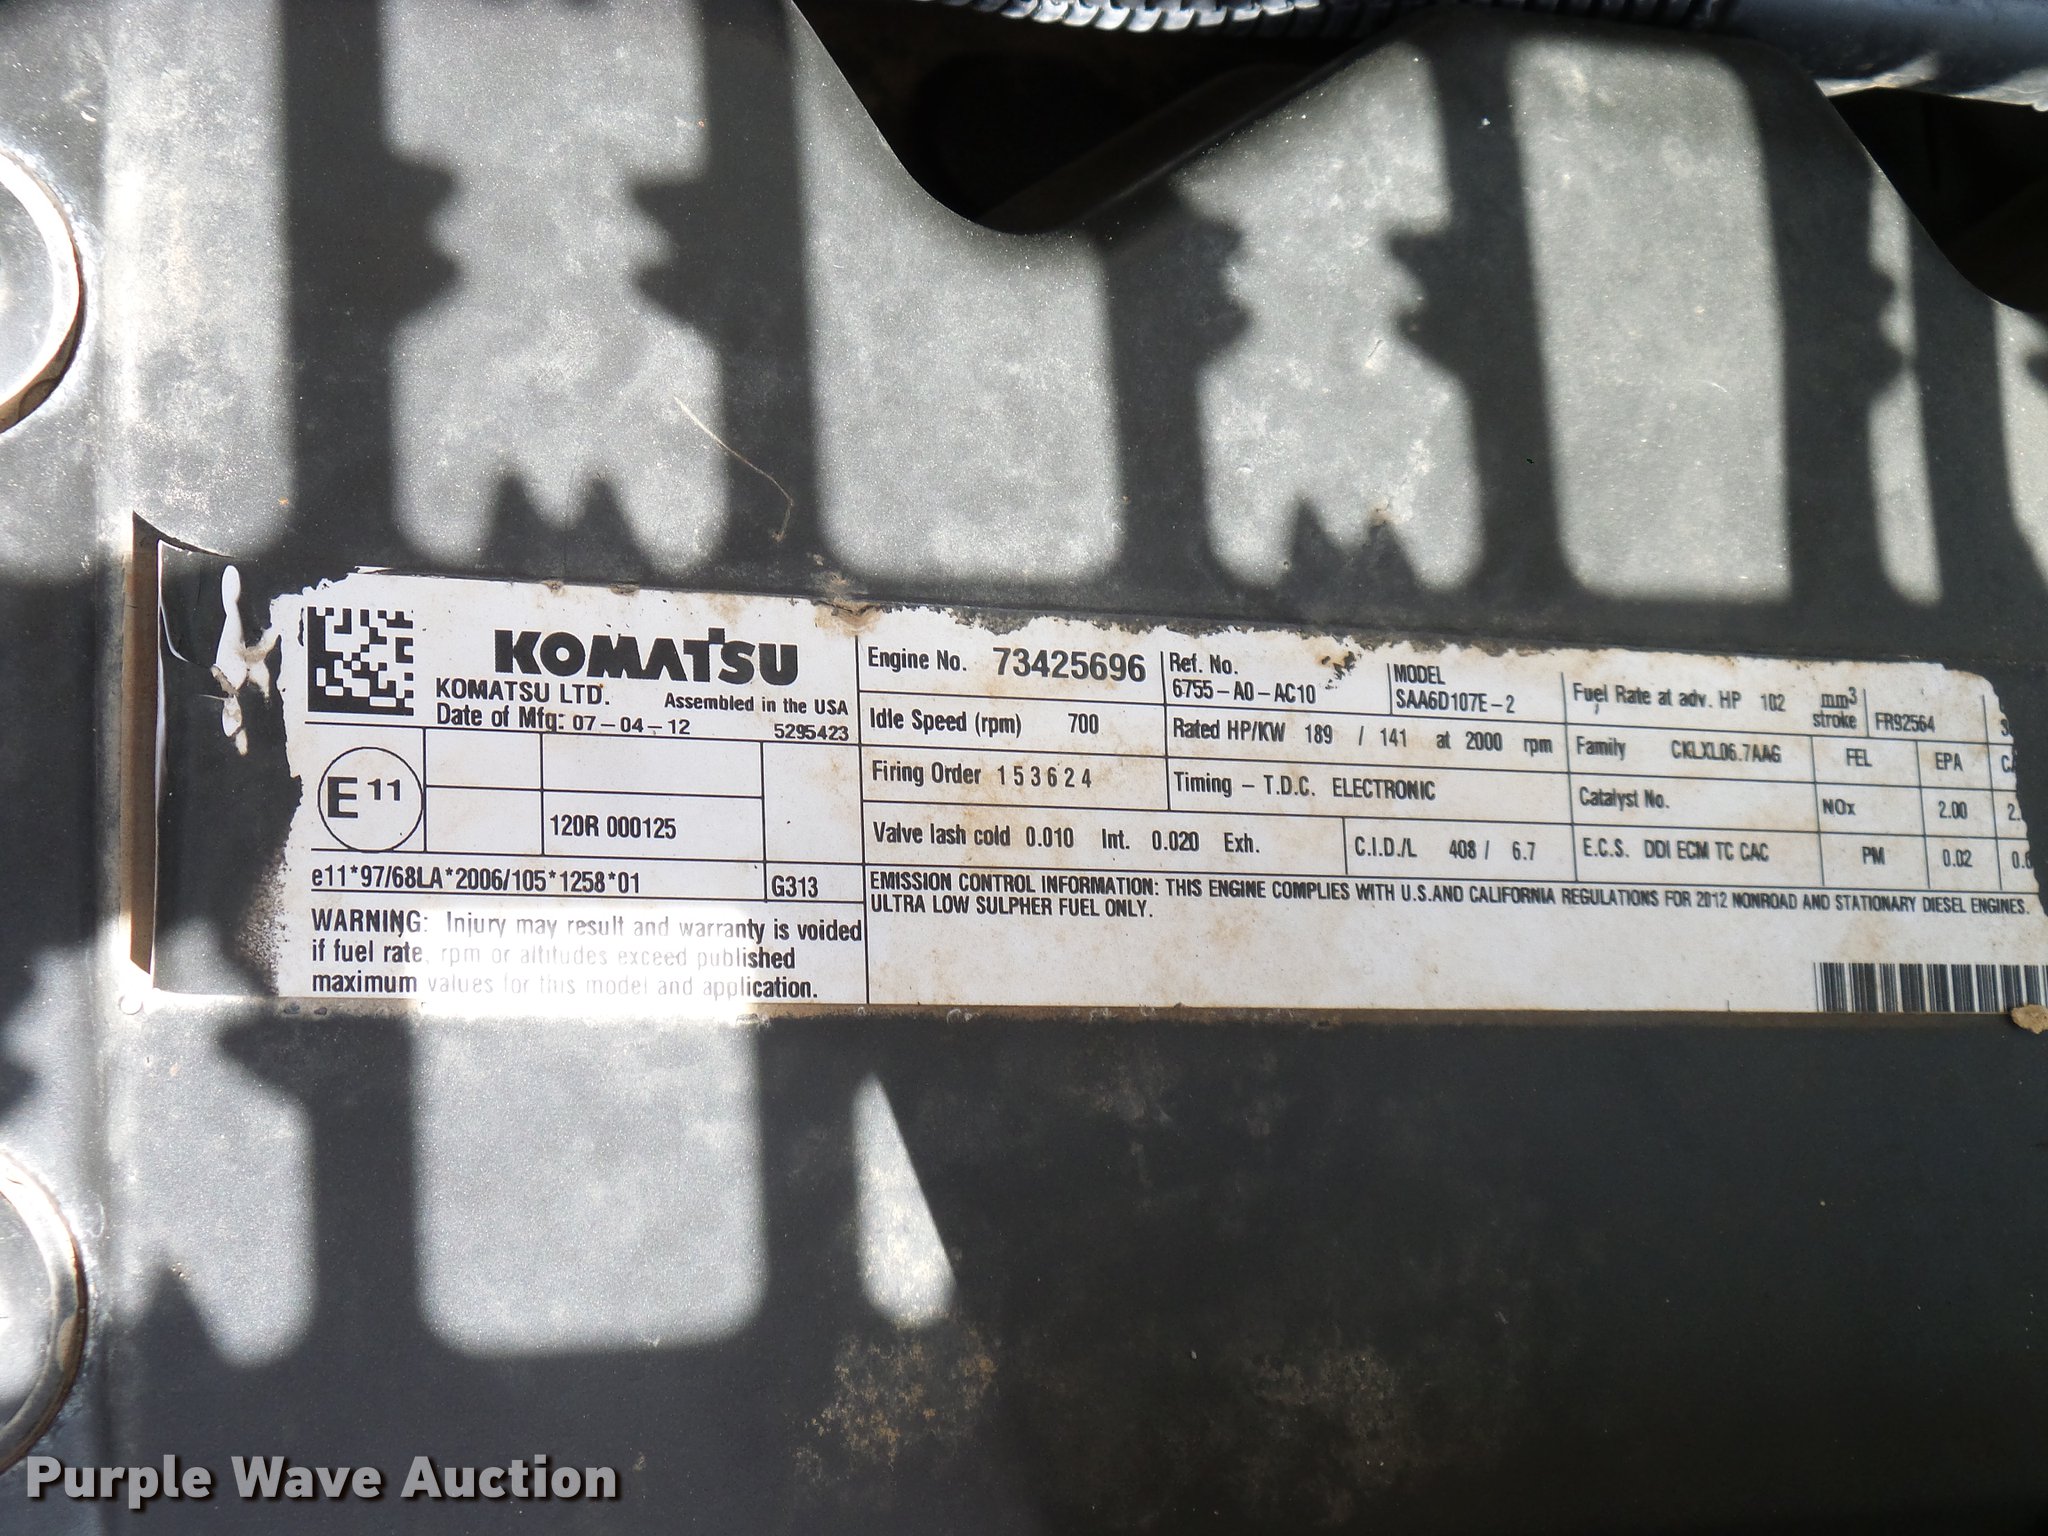 KOMATSU
KOMATSU LTD. Assembled in the USA
Date of Mfg: 07-04-12 5295423
E 11
120R 000125
e11*97/68LA*2006/105*1258*01 G313
WARNING: Injury may result and warranty is voided
if fuel rate, rpm or altitudes exceed published
maximum values for this model and application.
Engine No. 73425696
Ref. No.
6755-A0-AC10
MODEL
SAA6D107E-2
Fuel Rate at adv. HP 102 mm3
stroke
FR92564
Idle Speed (rpm) 700
Rated HP/KW 189 / 141 at 2000 rpm
Family CKLXL06.7AAG
FEL EPA
Firing Order 1 5 3 6 2 4
Timing - T.D.C. ELECTRONIC
Catalyst No.
NOx 2.00
Valve lash cold 0.010 Int. 0.020 Exh.
C.I.D./L 408 / 6.7
E.C.S. DDI ECM TC CAC
PM 0.02
EMISSION CONTROL INFORMATION: THIS ENGINE COMPLIES WITH U.S.AND CALIFORNIA REGULATIONS FOR 2012 NONROAD AND STATIONARY DIESEL ENGINES.
ULTRA LOW SULPHER FUEL ONLY.
Purple Wave Auction